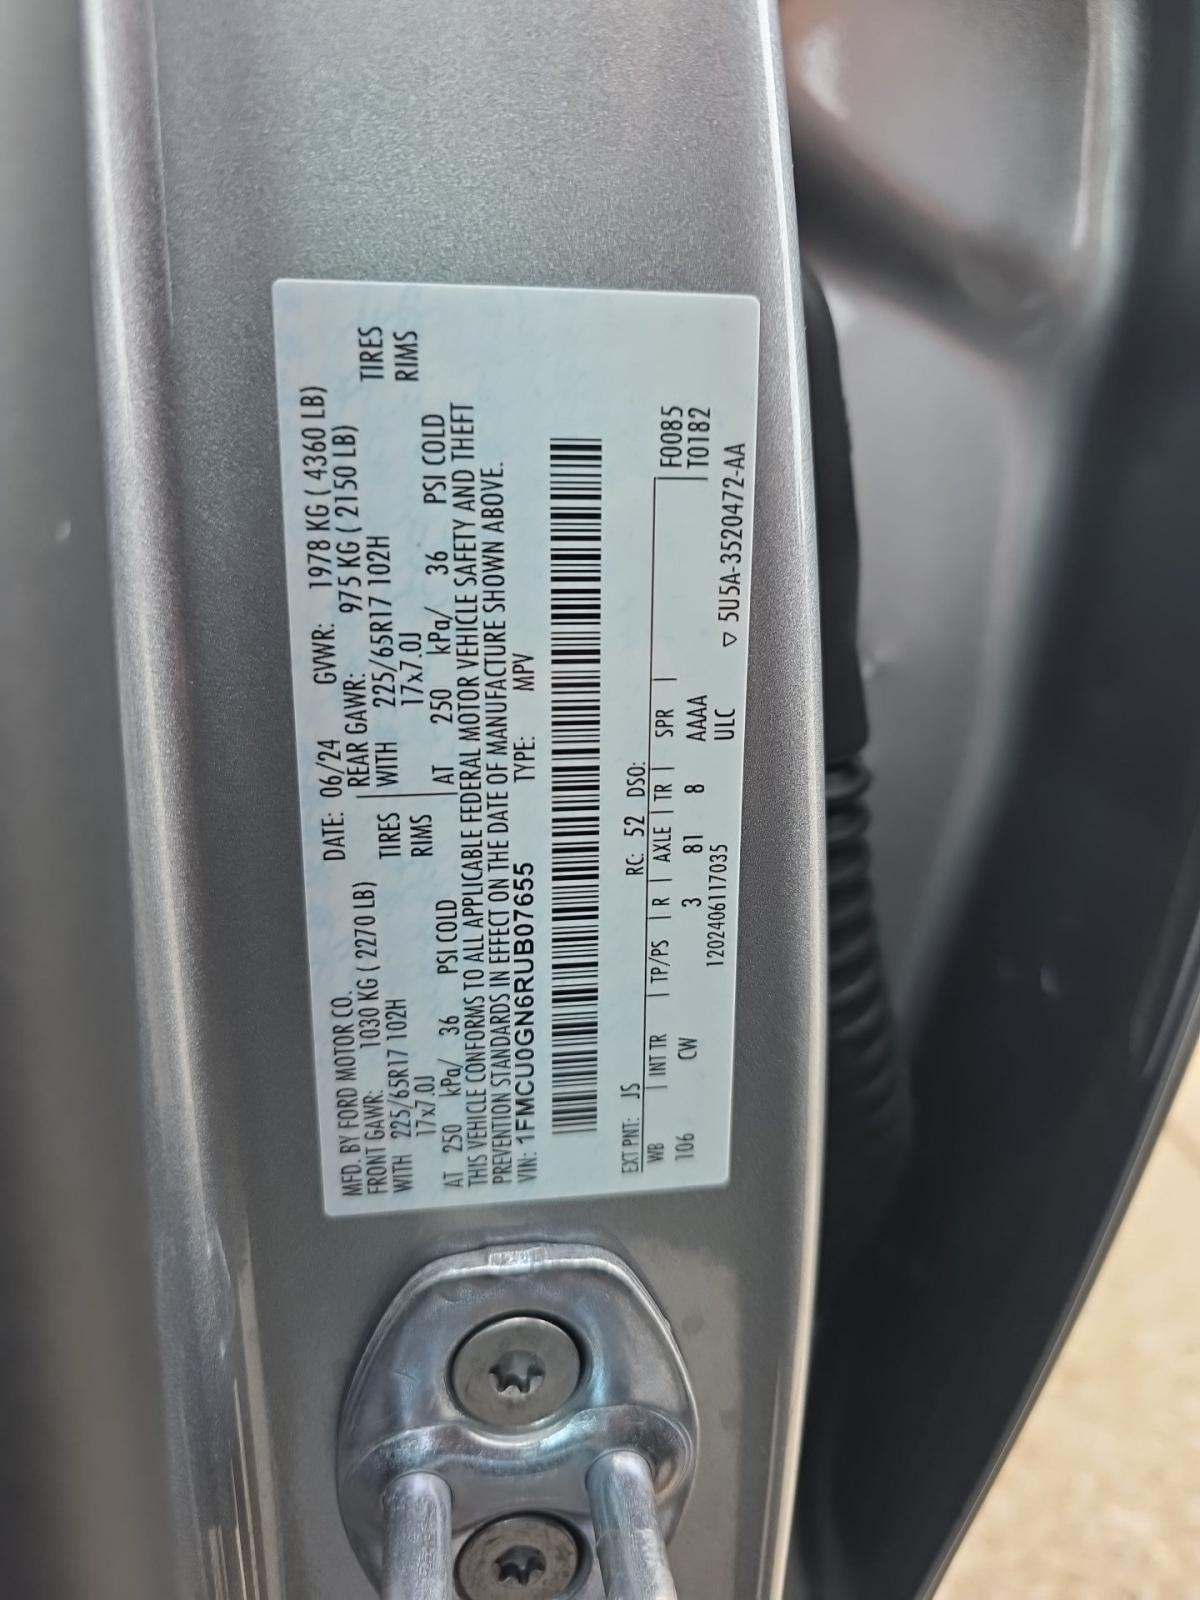 MFD. BY FORD MOTOR CO. DATE: 06/24 GVWR: 1978 KG ( 4360 LB)
FRONT GAWR: 1030 KG ( 2270 LB) REAR GAWR: 975 KG ( 2150 LB)
WITH 225/65R17 102H TIRES WITH 225/65R17 102H TIRES
17x7.0J RIMS 17x7.0J RIMS
AT 250 kPa/ 36 PSI COLD AT 250 kPa/ 36 PSI COLD
THIS VEHICLE CONFORMS TO ALL APPLICABLE FEDERAL MOTOR VEHICLE SAFETY AND THEFT
PREVENTION STANDARDS IN EFFECT ON THE DATE OF MANUFACTURE SHOWN ABOVE.
VIN: 1FMCU0GN6RUB07655 TYPE: MPV
EXT PNT: JS RC: 52 DSO:
WB | INT TR | TP/PS | R | AXLE | TR | SPR | F0085
106 CW 3 81 8 AAAA T0182
1202406117035 ULC ▽ 5U5A-3520472-AA